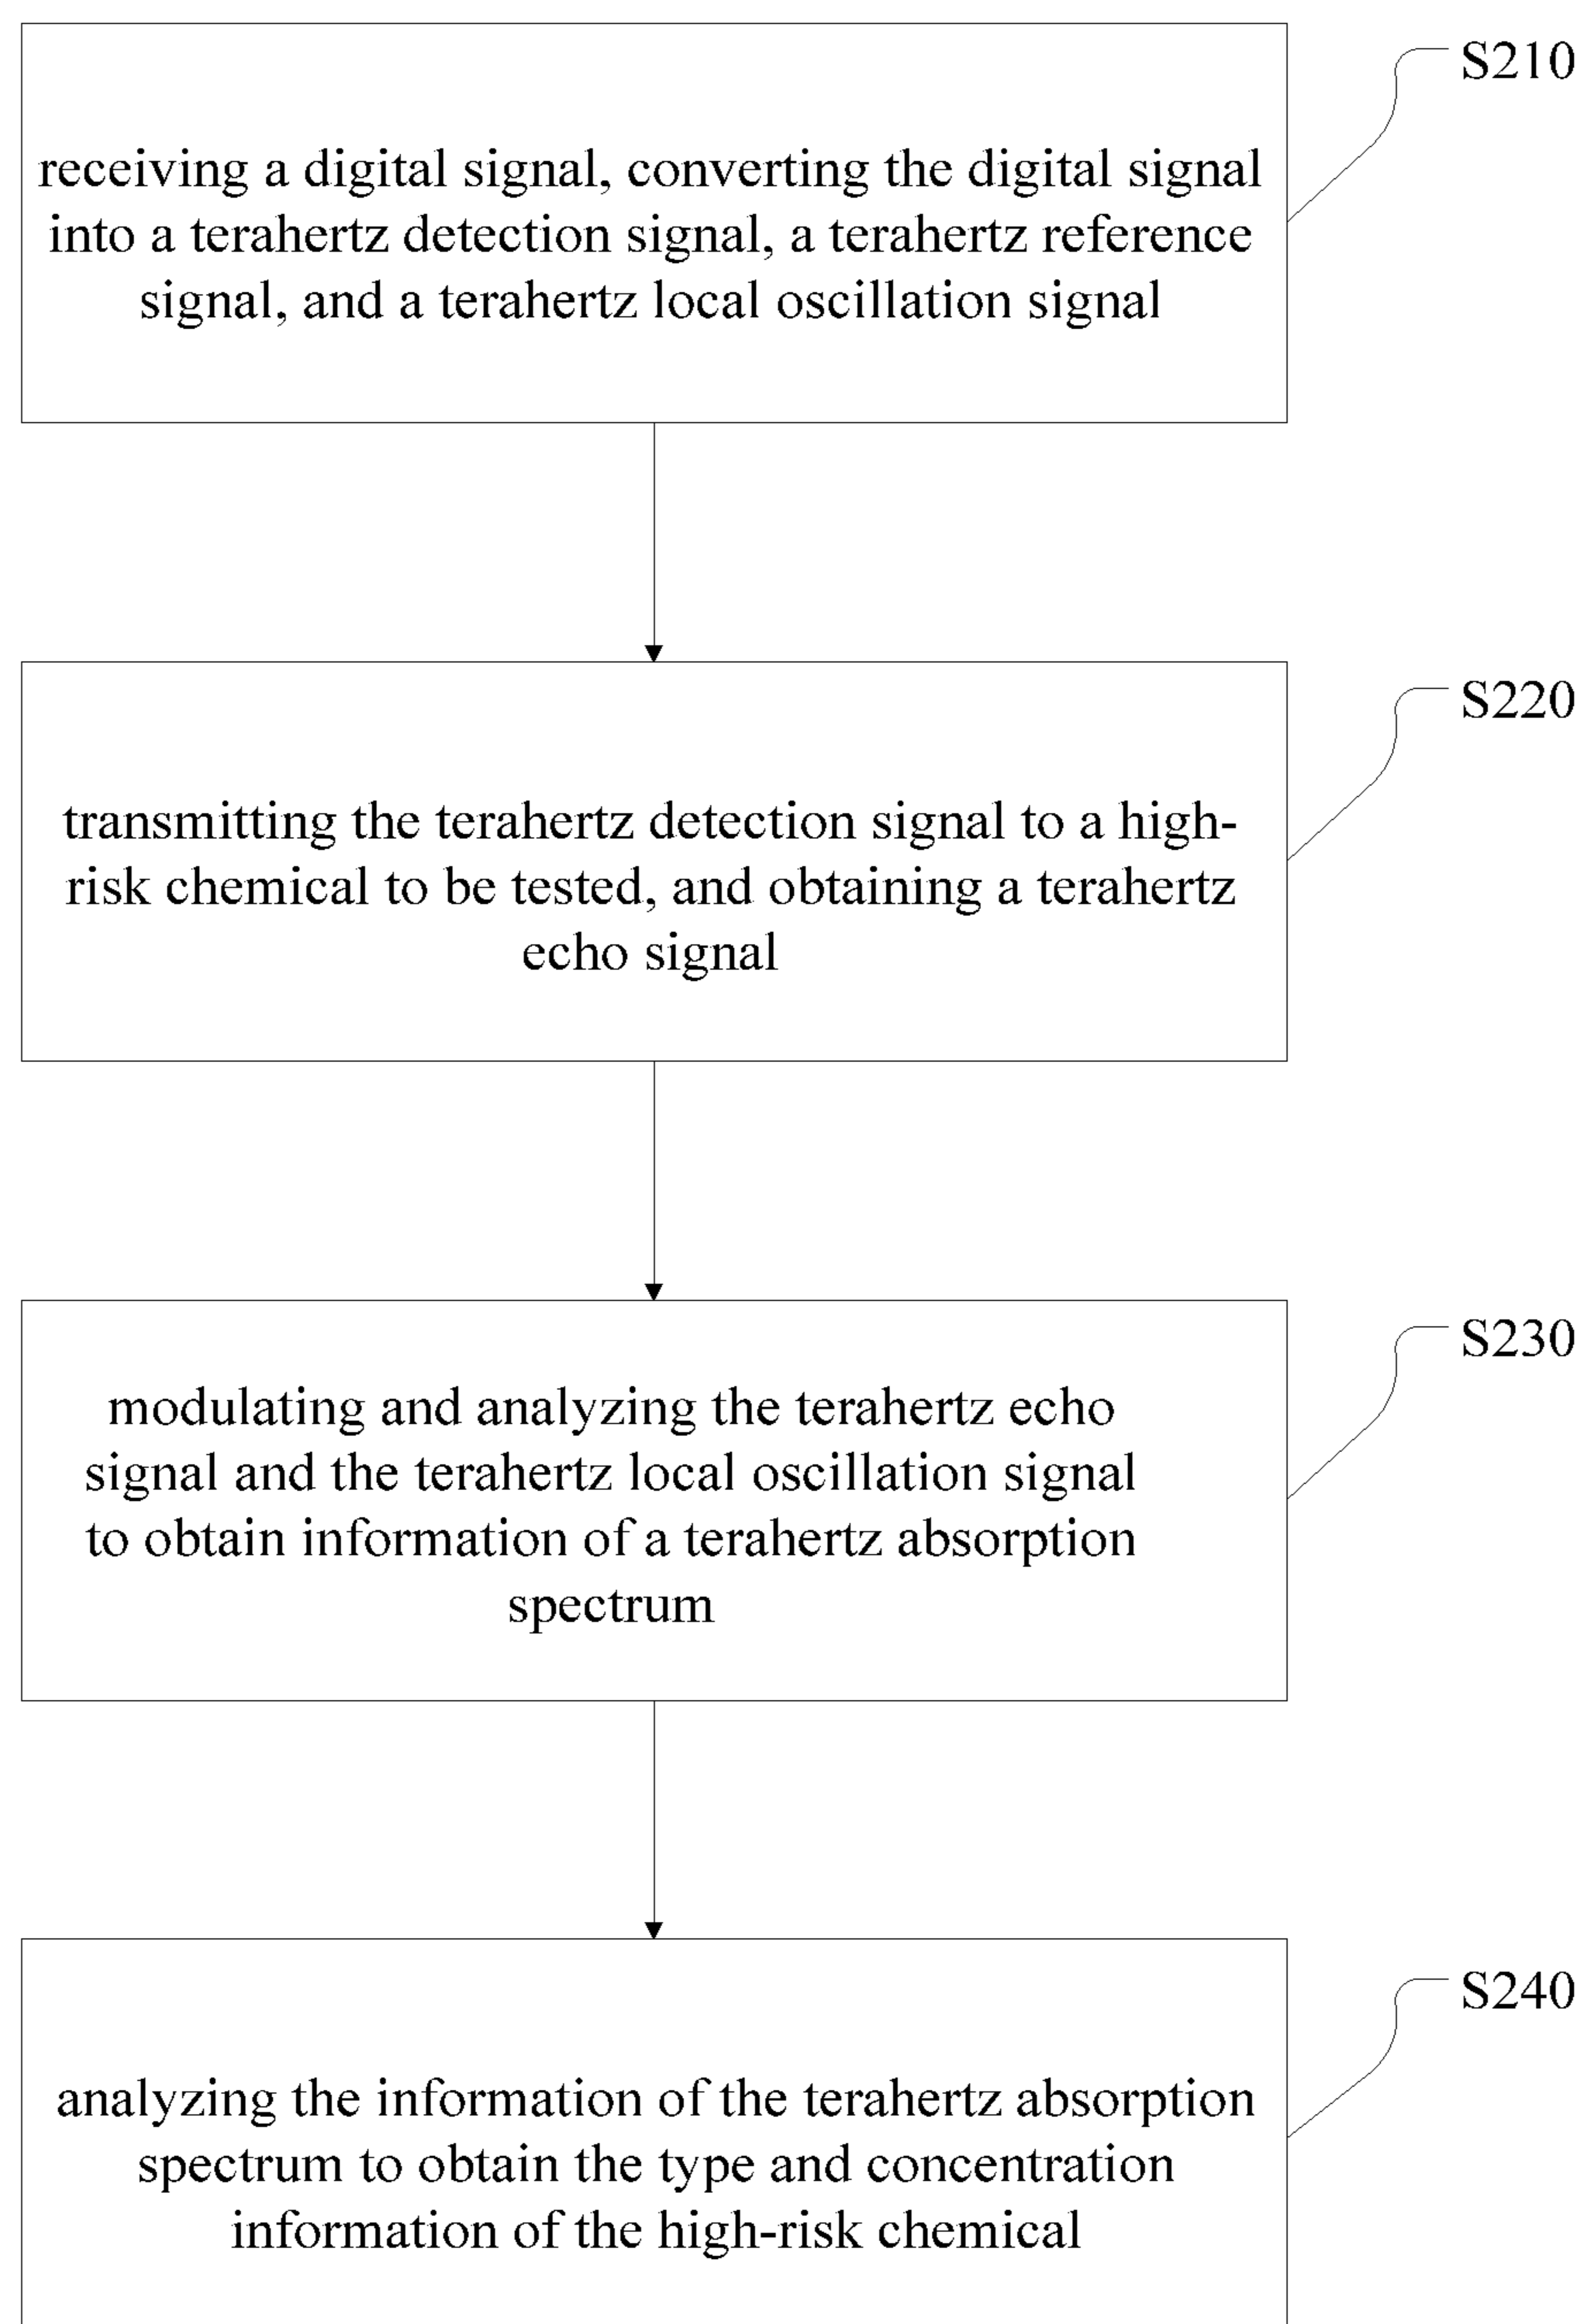 S210
receiving a digital signal, converting the digital signal
into a terahertz detection signal, a terahertz reference
signal, and a terahertz local oscillation signal
S220
transmitting the terahertz detection signal to a high-
risk chemical to be tested, and obtaining a terahertz
echo signal
S230
modulating and analyzing the terahertz echo
signal and the terahertz local oscillation signal
to obtain information of a terahertz absorption
spectrum
S240
analyzing the information of the terahertz absorption
spectrum to obtain the type and concentration
information of the high-risk chemical